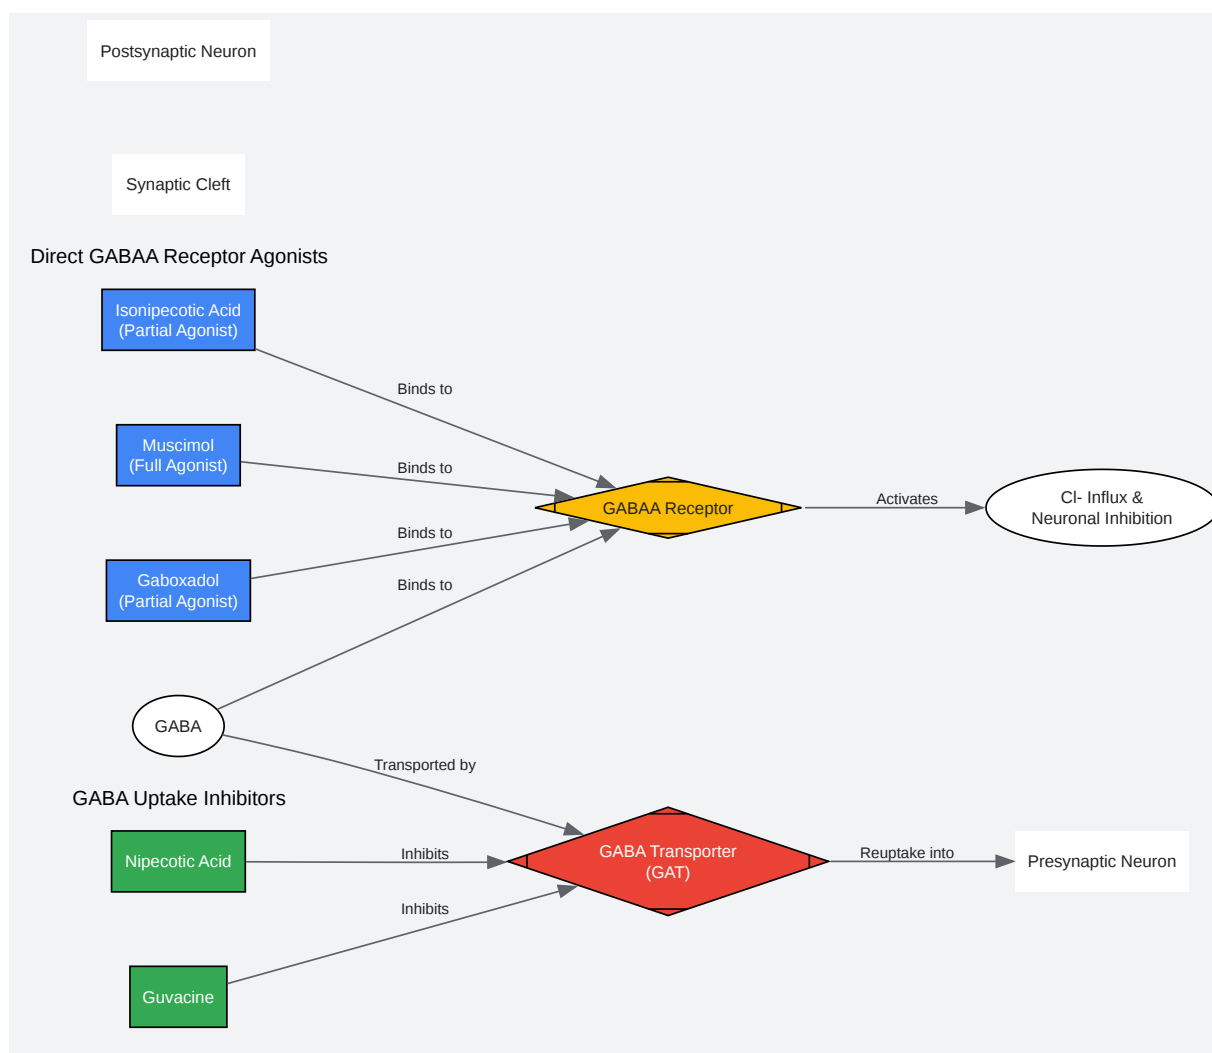 Postsynaptic Neuron
Synaptic Cleft
Direct GABAA Receptor Agonists
Isonipecotic Acid
(Partial Agonist)
Binds to
Muscimol
(Full Agonist)
Binds to
GABAA Receptor
Activates
Cl- Influx &
Neuronal Inhibition
Binds to
Gaboxadol
(Partial Agonist)
Binds to
GABA
Transported by
GABA Uptake Inhibitors
Nipecotic Acid
Inhibits
GABA Transporter
(GAT)
Reuptake into
Presynaptic Neuron
Inhibits
Guvacine